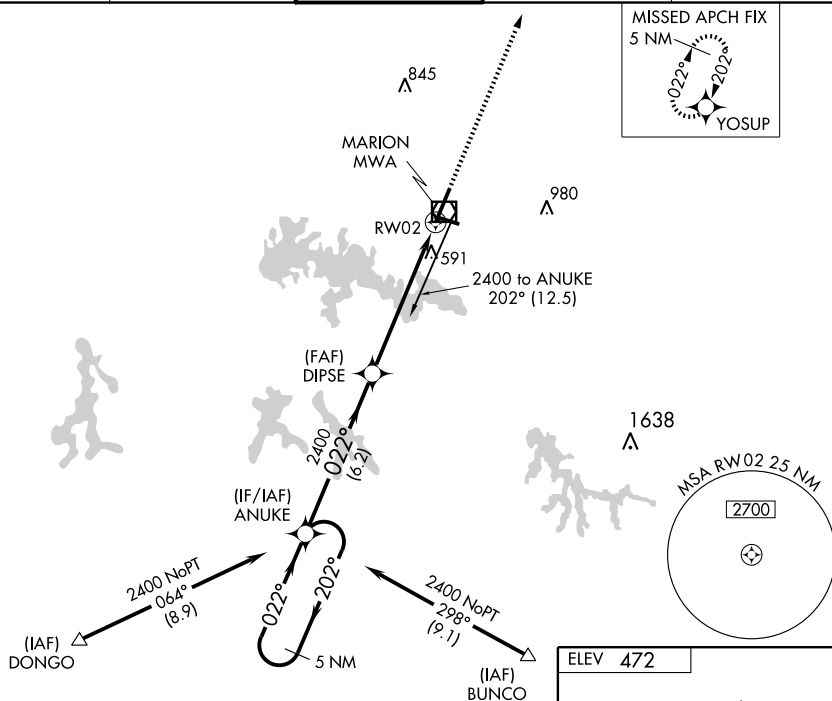 MISSED APCH FIX
5 NM
022°
202°
YOSUP
845
MARION
MWA
980
RW02
591
2400 to ANUKE
202° (12.5)
(FAF)
DIPSE
1638
2400
022°
(6.2)
MSA RW02 25 NM
2700
(IF/IAF)
ANUKE
2400 NoPT
064°
(8.9)
022°
202°
2400 NoPT
298°
(9.1)
(IAF)
DONGO
5 NM
(IAF)
BUNCO
ELEV 472